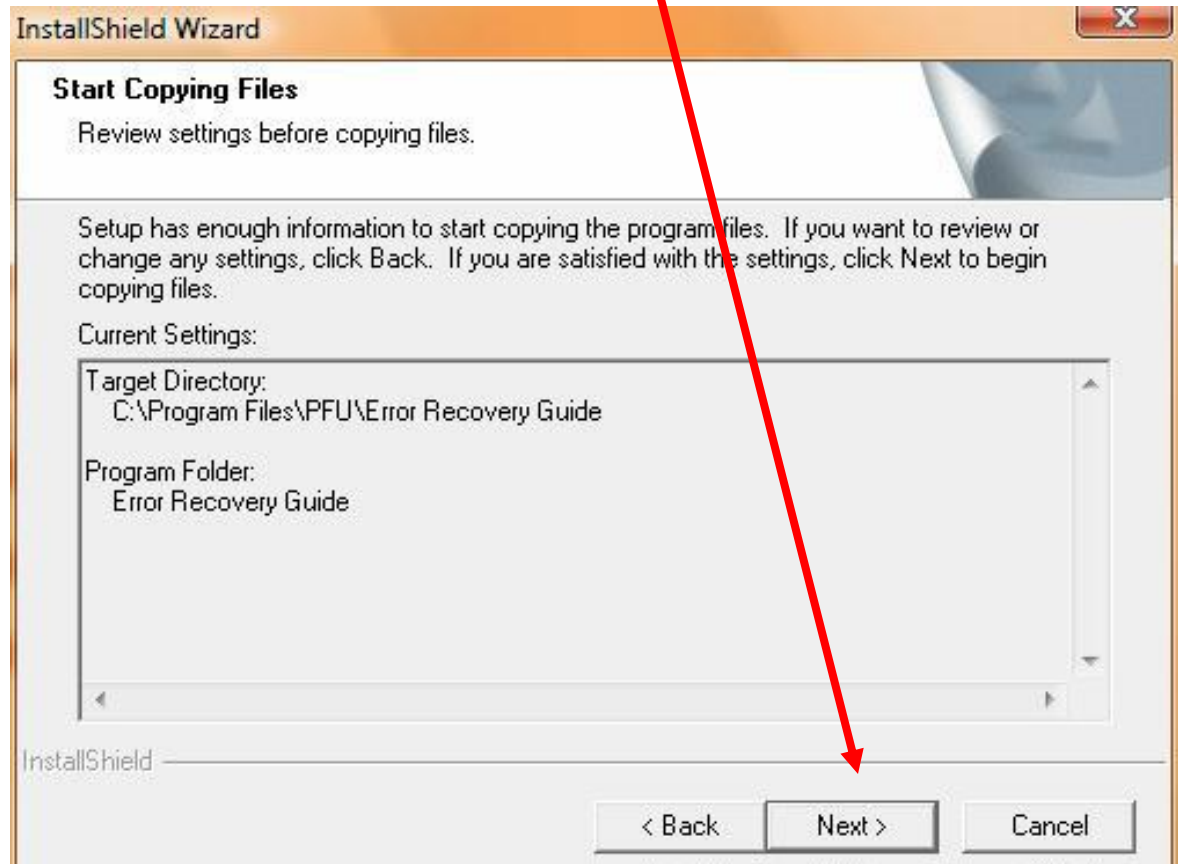 InstallShield Wizard
X
Start Copying Files
Review settings before copying files.
Setup has enough information to start copying the program files. If you want to review or
change any settings, click Back. If you are satisfied with the settings, click Next to begin
copying files.
Current Settings:
Target Directory:
C:\Program Files\PFU\Error Recovery Guide
Program Folder:
Error Recovery Guide
InstallShield
< Back Next > Cancel